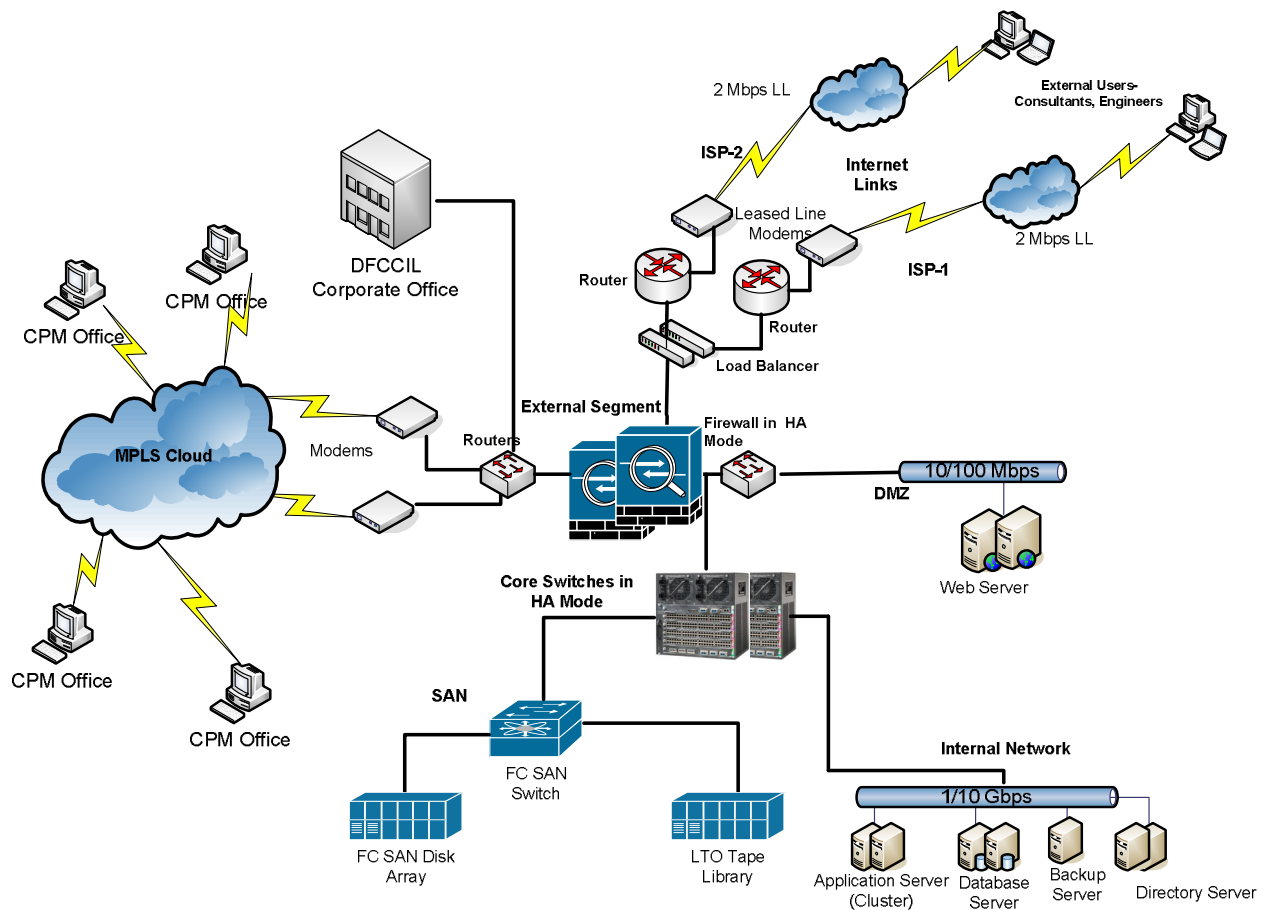 External Users-
Consultants, Engineers
2 Mbps LL
ISP-2
Internet
Links
Leased Line
Modems
2 Mbps LL
ISP-1
DFCCIL
Corporate Office
Router
Router
Load Balancer
CPM Office
CPM Office
MPLS Cloud
Modems
Routers
External Segment
Firewall in HA
Mode
10/100 Mbps
DMZ
Web Server
Core Switches in
HA Mode
CPM Office
CPM Office
SAN
FC SAN
Switch
FC SAN Disk
Array
LTO Tape
Library
Internal Network
1/10 Gbps
Application Server
(Cluster)
Database
Server
Backup
Server
Directory Server